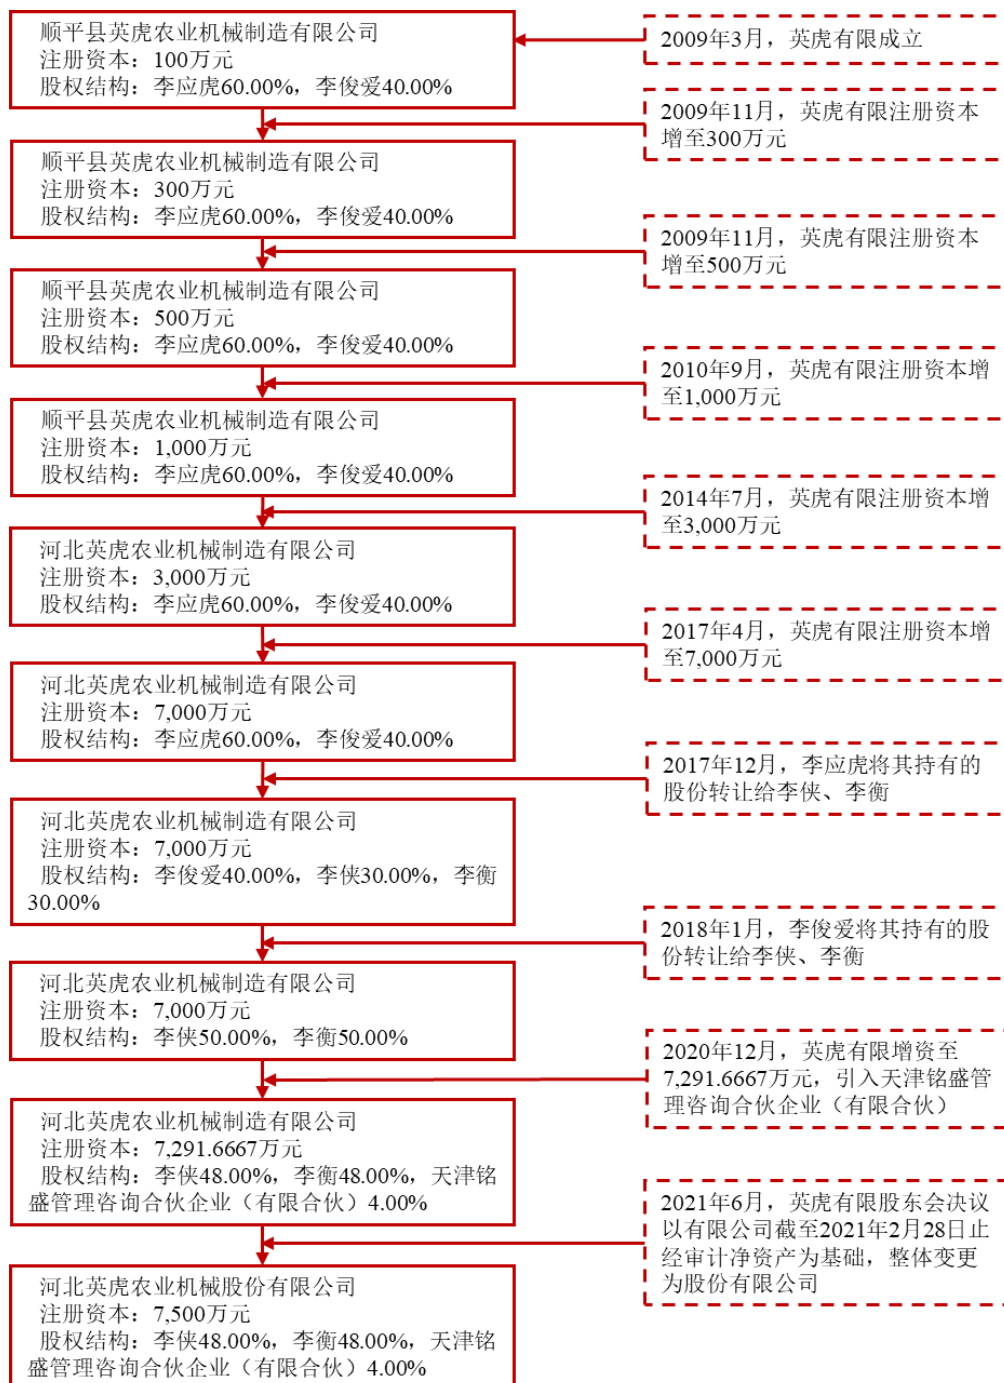 顺平县英虎农业机械制造有限公司
注册资本：100万元
股权结构：李应虎60.00%，李俊爱40.00%
2009年3月，英虎有限成立
2009年11月，英虎有限注册资本
增至300万元
顺平县英虎农业机械制造有限公司
注册资本：300万元
股权结构：李应虎60.00%，李俊爱40.00%
2009年11月，英虎有限注册资本
增至500万元
顺平县英虎农业机械制造有限公司
注册资本：500万元
股权结构：李应虎60.00%，李俊爱40.00%
2010年9月，英虎有限注册资本增
至1,000万元
顺平县英虎农业机械制造有限公司
注册资本：1,000万元
股权结构：李应虎60.00%，李俊爱40.00%
2014年7月，英虎有限注册资本增
至3,000万元
河北英虎农业机械制造有限公司
注册资本：3,000万元
股权结构：李应虎60.00%，李俊爱40.00%
2017年4月，英虎有限注册资本增
至7,000万元
河北英虎农业机械制造有限公司
注册资本：7,000万元
股权结构：李应虎60.00%，李俊爱40.00%
2017年12月，李应虎将其持有的
股份转让给李侠、李衡
河北英虎农业机械制造有限公司
注册资本：7,000万元
股权结构：李俊爱40.00%，李侠30.00%，李衡
30.00%
2018年1月，李俊爱将其持有的股
份转让给李侠、李衡
河北英虎农业机械制造有限公司
注册资本：7,000万元
股权结构：李侠50.00%，李衡50.00%
2020年12月，英虎有限增资至
7,291.6667万元，引入天津铭盛管
理咨询合伙企业（有限合伙）
河北英虎农业机械制造有限公司
注册资本：7,291.6667万元
股权结构：李侠48.00%，李衡48.00%，天津铭
盛管理咨询合伙企业（有限合伙）4.00%
2021年6月，英虎有限股东会决议
以有限公司截至2021年2月28日止
经审计净资产为基础，整体变更
为股份有限公司
河北英虎农业机械股份有限公司
注册资本：7,500万元
股权结构：李侠48.00%，李衡48.00%，天津铭
盛管理咨询合伙企业（有限合伙）4.00%